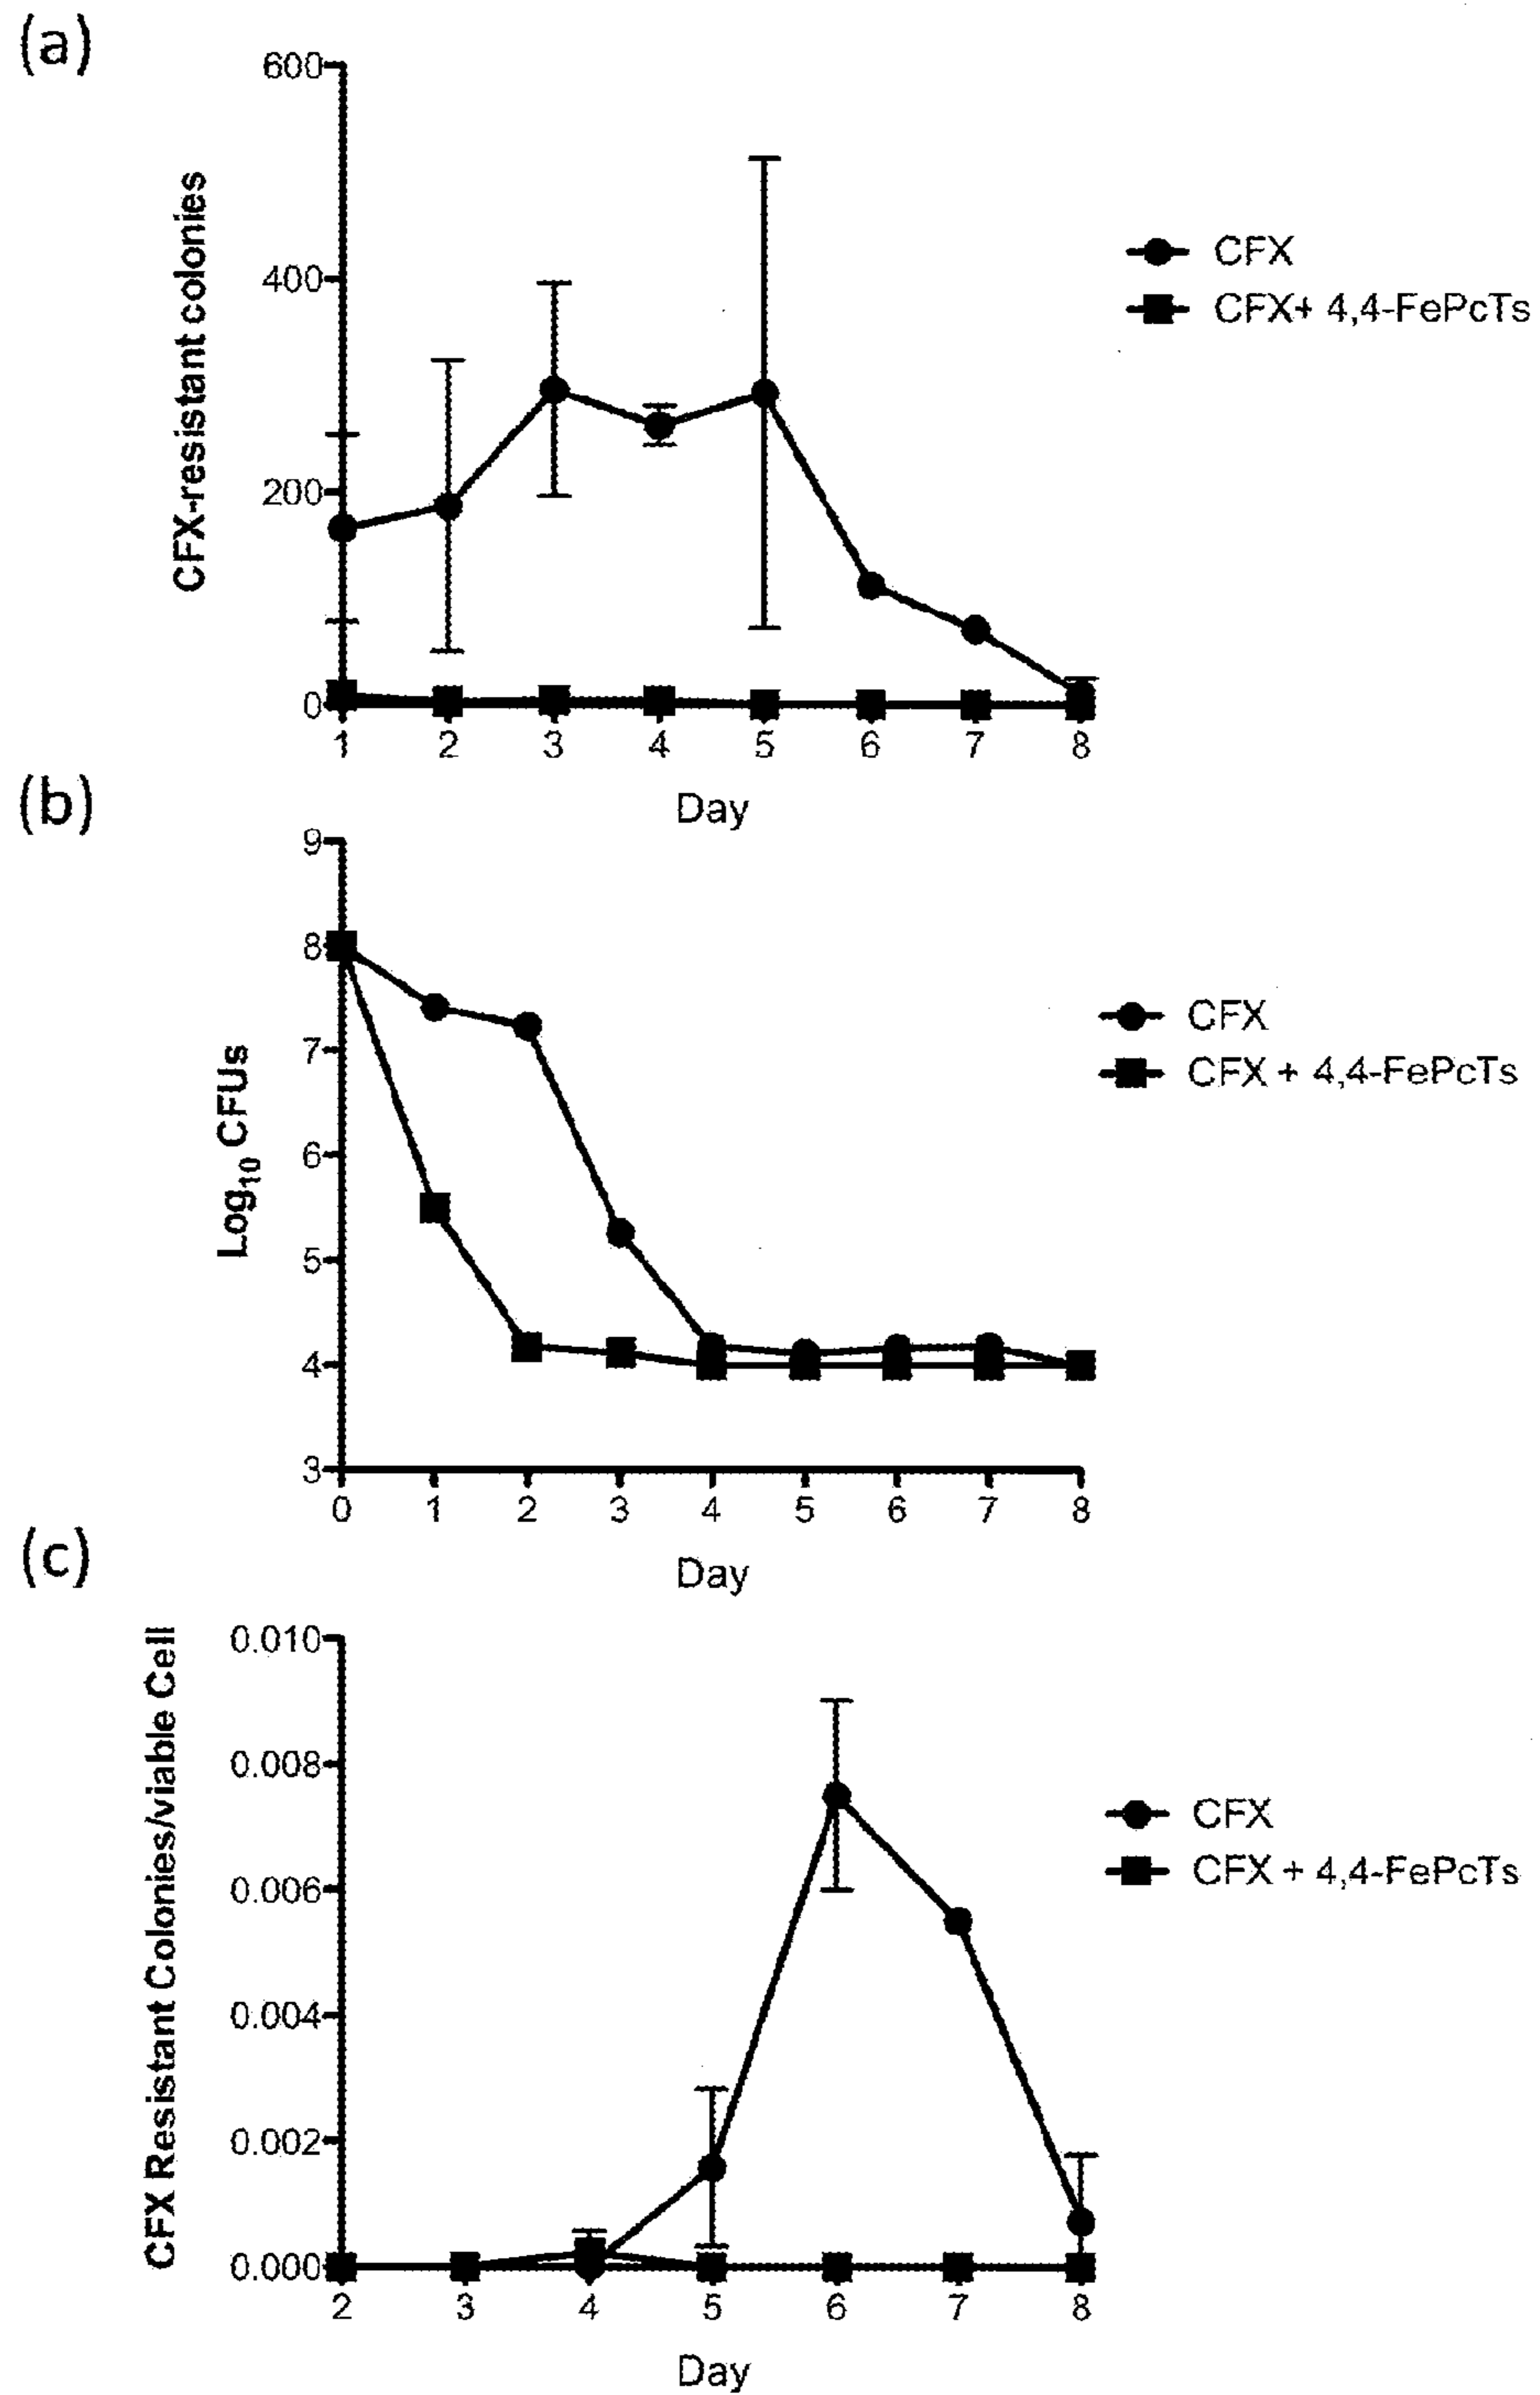 (a)
CFX-resistant colonies
600
400
200
0
1 2 3 4 5 6 7 8
Day
CFX
CFX+ 4,4-FePcTs
(b)
Log10 CFUs
9
8
7
6
5
4
3
0 1 2 3 4 5 6 7 8
Day
CFX
CFX + 4,4-FePcTs
(c)
CFX Resistant Colonies/viable Cell
0.010
0.008
0.006
0.004
0.002
0.000
2 3 4 5 6 7 8
Day
CFX
CFX + 4,4-FePcTs